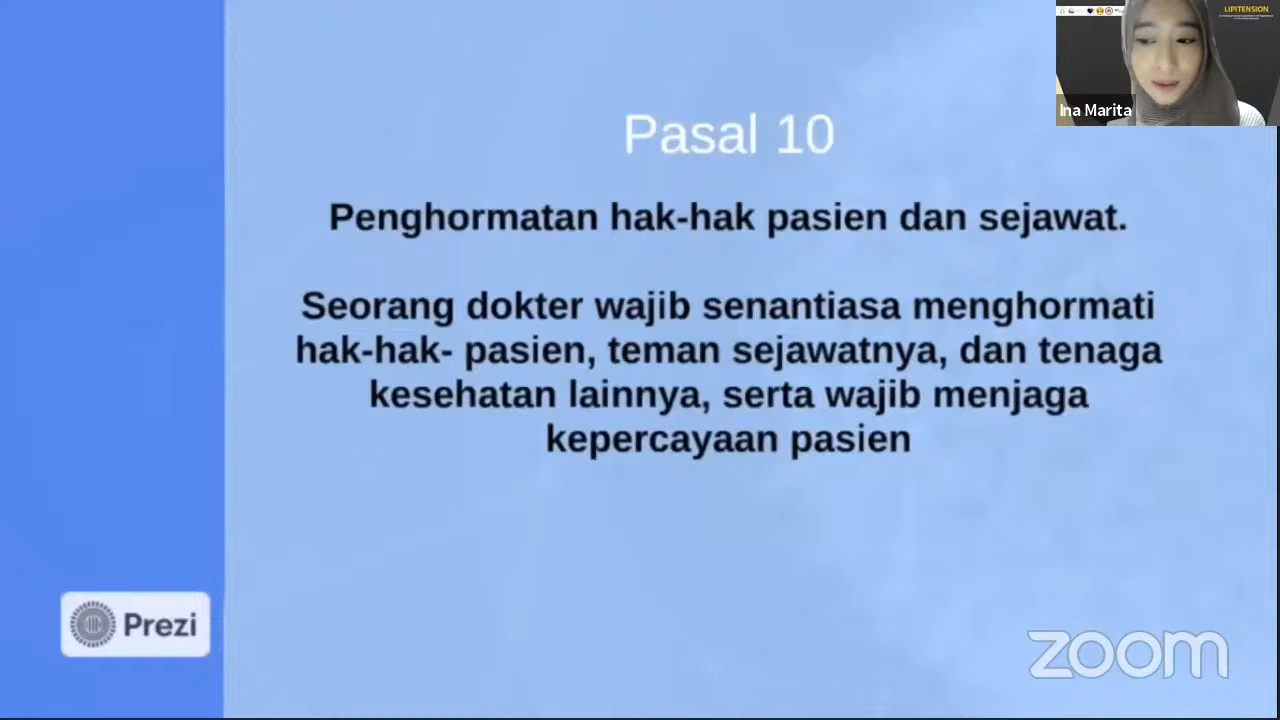 LIPITENSION
Ina Marita
Pasal 10
Penghormatan hak-hak pasien dan sejawat.
Seorang dokter wajib senantiasa menghormati
hak-hak- pasien, teman sejawatnya, dan tenaga
kesehatan lainnya, serta wajib menjaga
kepercayaan pasien
Prezi
zoom